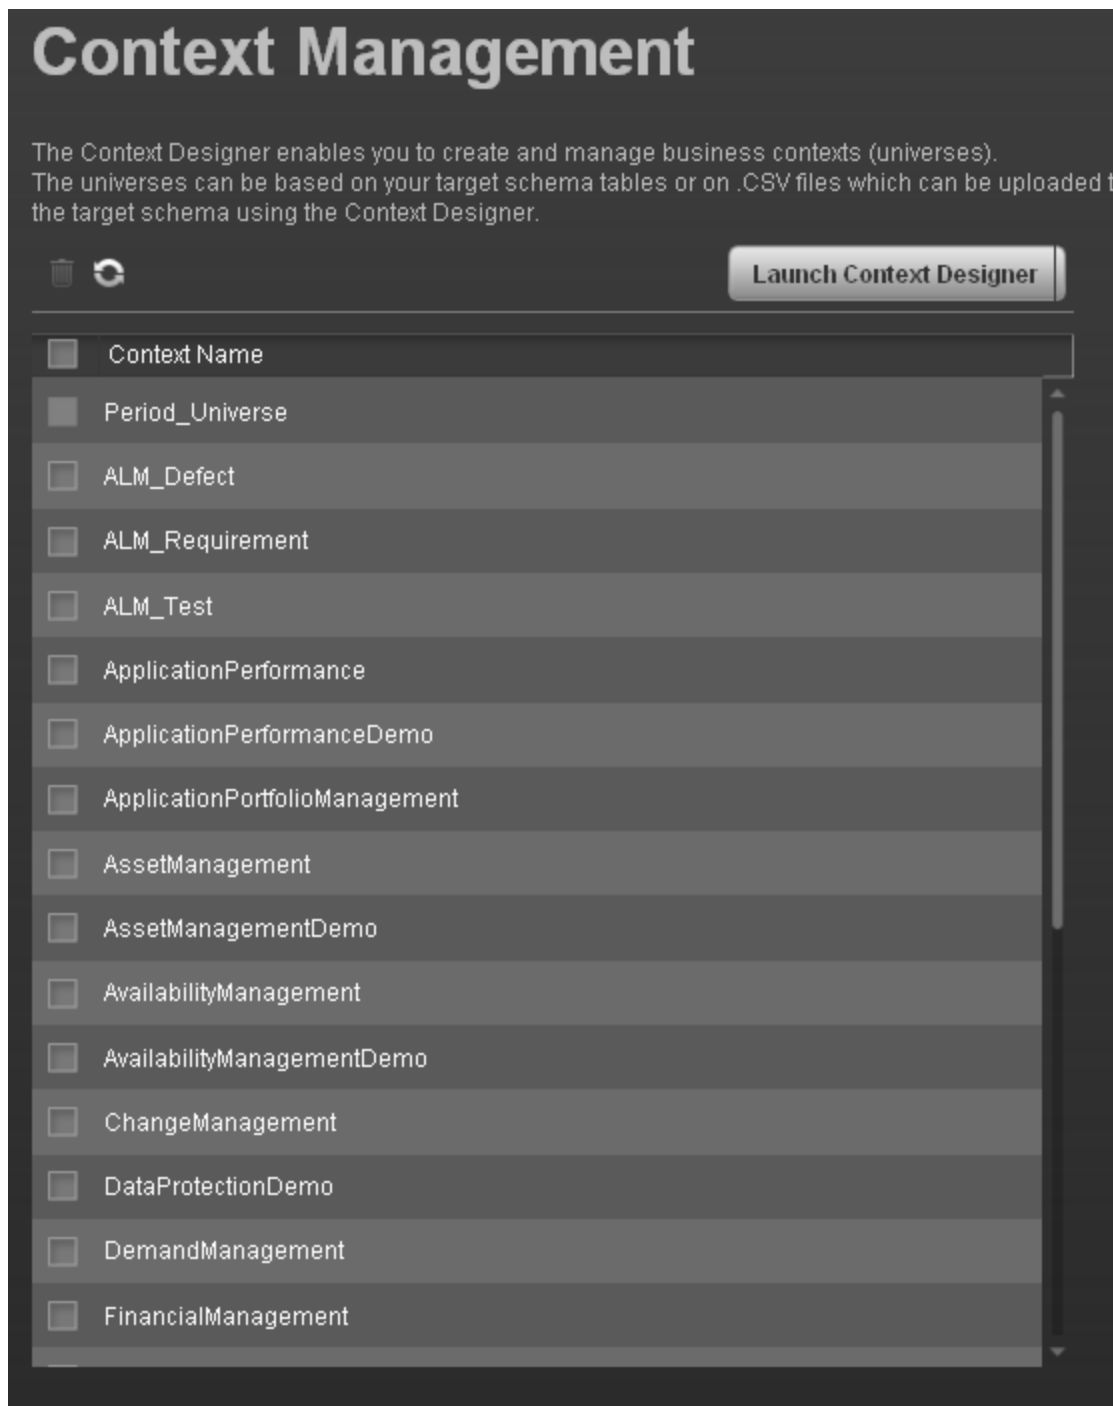 Context Management
The Context Designer enables you to create and manage business contexts (universes).
The universes can be based on your target schema tables or on .CSV files which can be uploaded t
the target schema using the Context Designer.
Launch Context Designer
Context Name
Period_Universe
ALM_Defect
ALM_Requirement
ALM_Test
ApplicationPerformance
ApplicationPerformanceDemo
ApplicationPortfolioManagement
AssetManagement
AssetManagementDemo
AvailabilityManagement
AvailabilityManagementDemo
ChangeManagement
DataProtectionDemo
DemandManagement
FinancialManagement